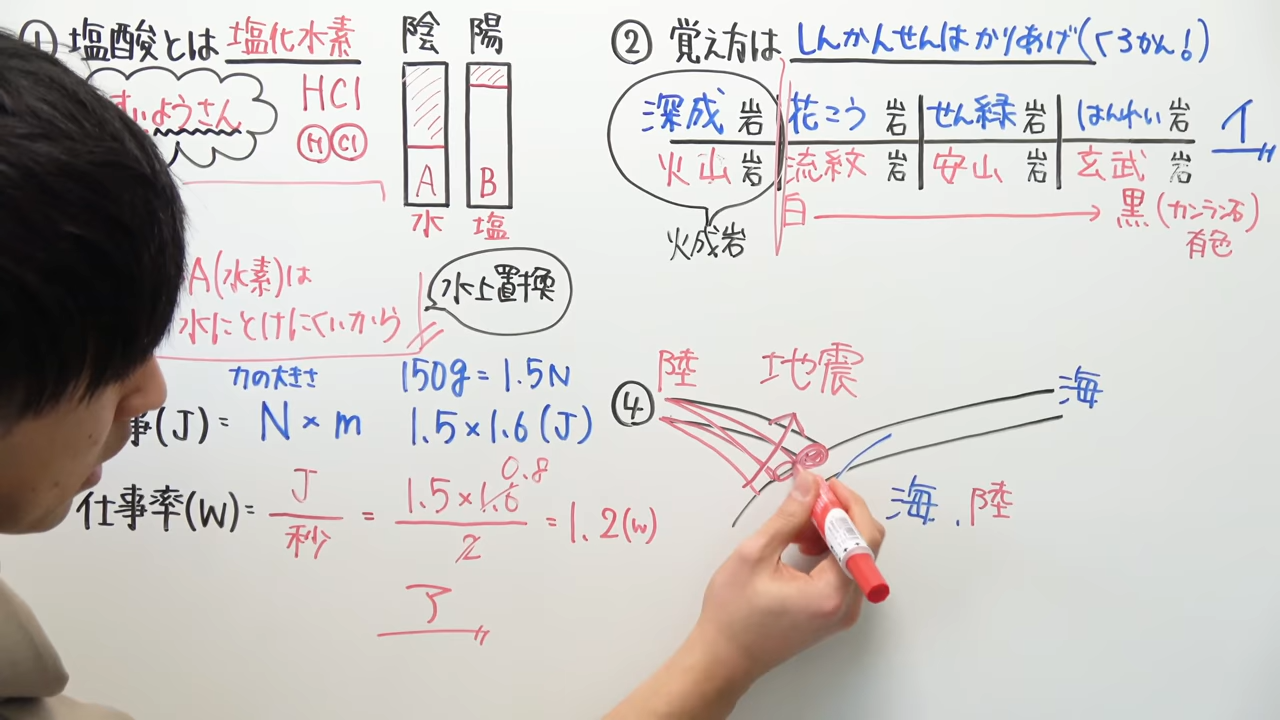 ① 塩酸とは 塩化水素
すいようさん
HCl
H Cl
陰 陽
A B
水 塩
A(水素)は
水にとけにくいから
水上置換
力の大きさ 150g=1.5N
事(J)= N×m 1.5×1.6(J)
仕事率(W)= J/秒 = 1.5×1.6/2 = 1.2(W)
0.8
ア
② 覚え方は しんかんせんはかりあげ(くろかん!)
深成岩 花こう岩 せん緑岩 はんれい岩
火山岩 流紋岩 安山岩 玄武岩
イ
火成岩
白 → 黒(カンラン石)
有色
④ 陸 地震 海
海、陸